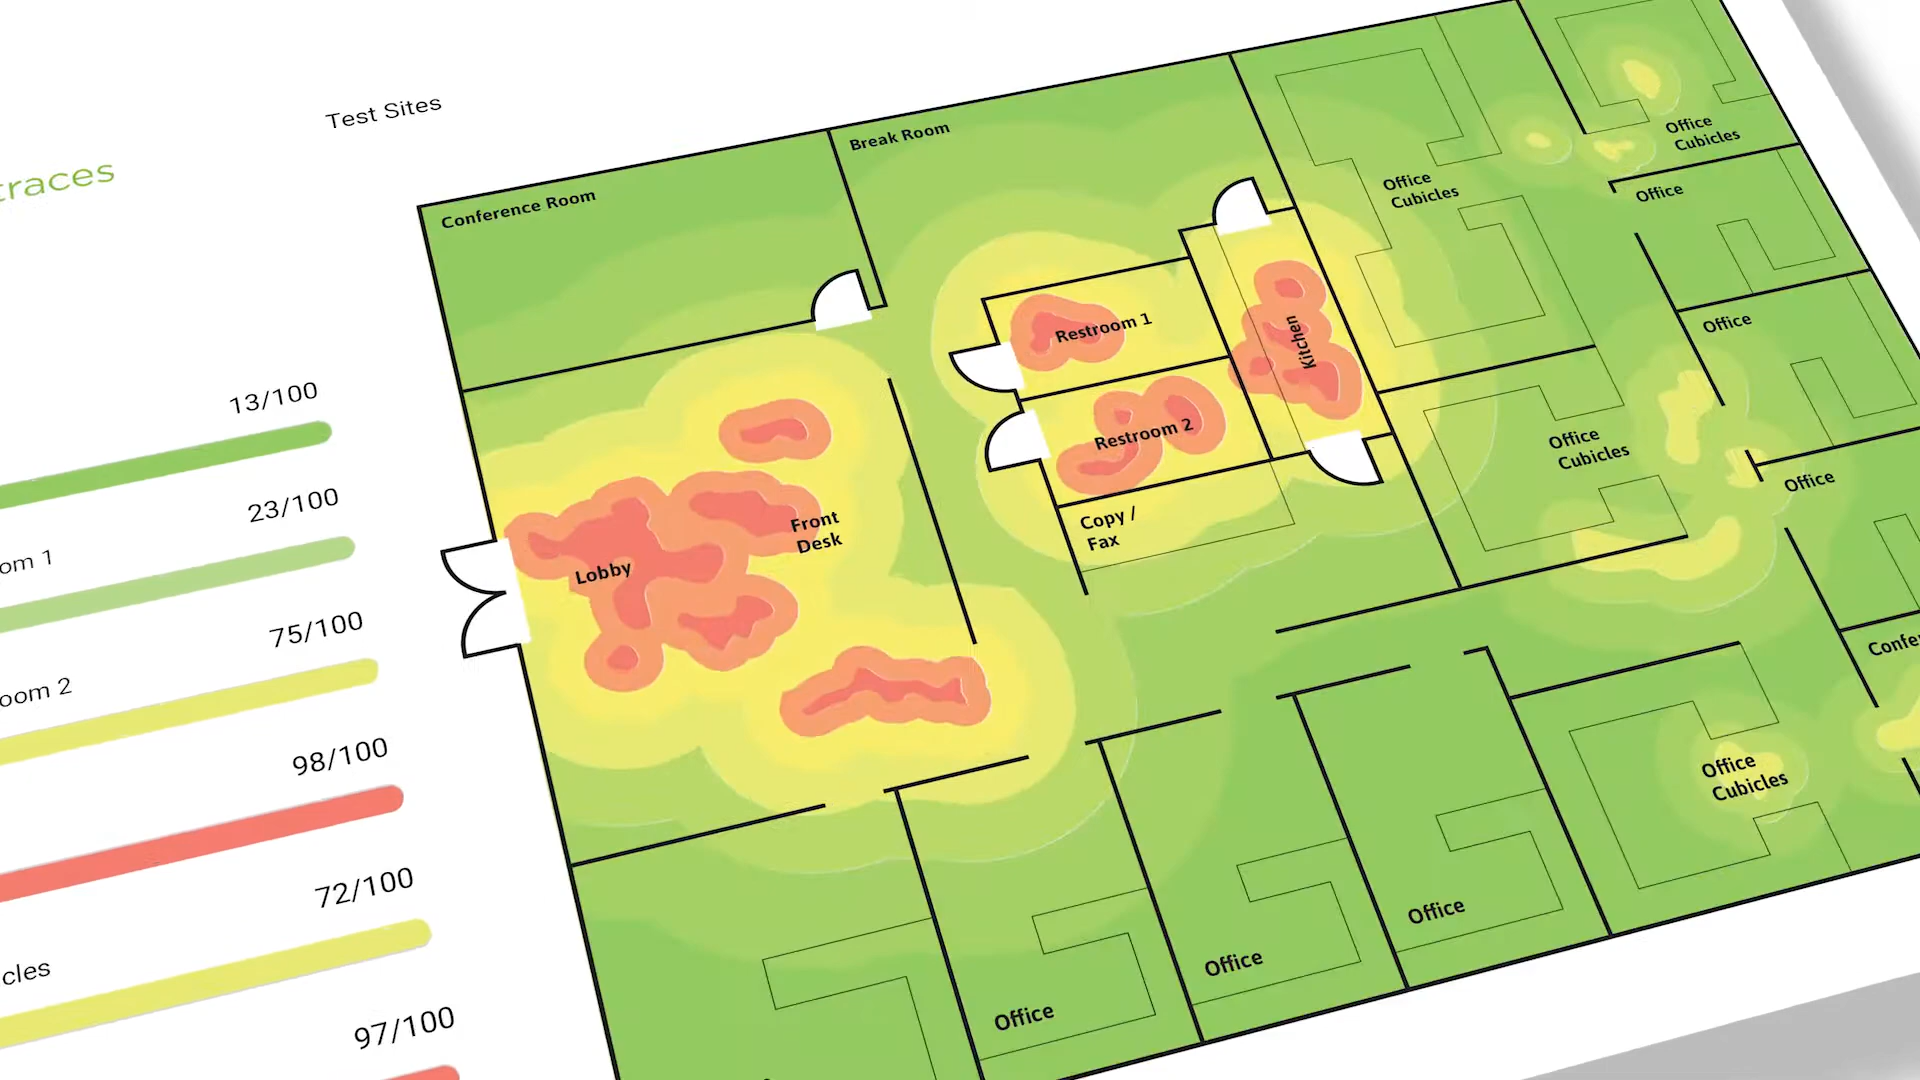 Test Sites
traces
13/100
23/100
om 1
75/100
oom 2
98/100
72/100
cles
97/100
Conference Room
Break Room
Restroom 1
Restroom 2
Kitchen
Copy /
Fax
Front
Desk
Lobby
Office
Cubicles
Office
Cubicles
Office
Office
Office
Cubicles
Office
Confe
Office
Cubicles
Office
Office
Office